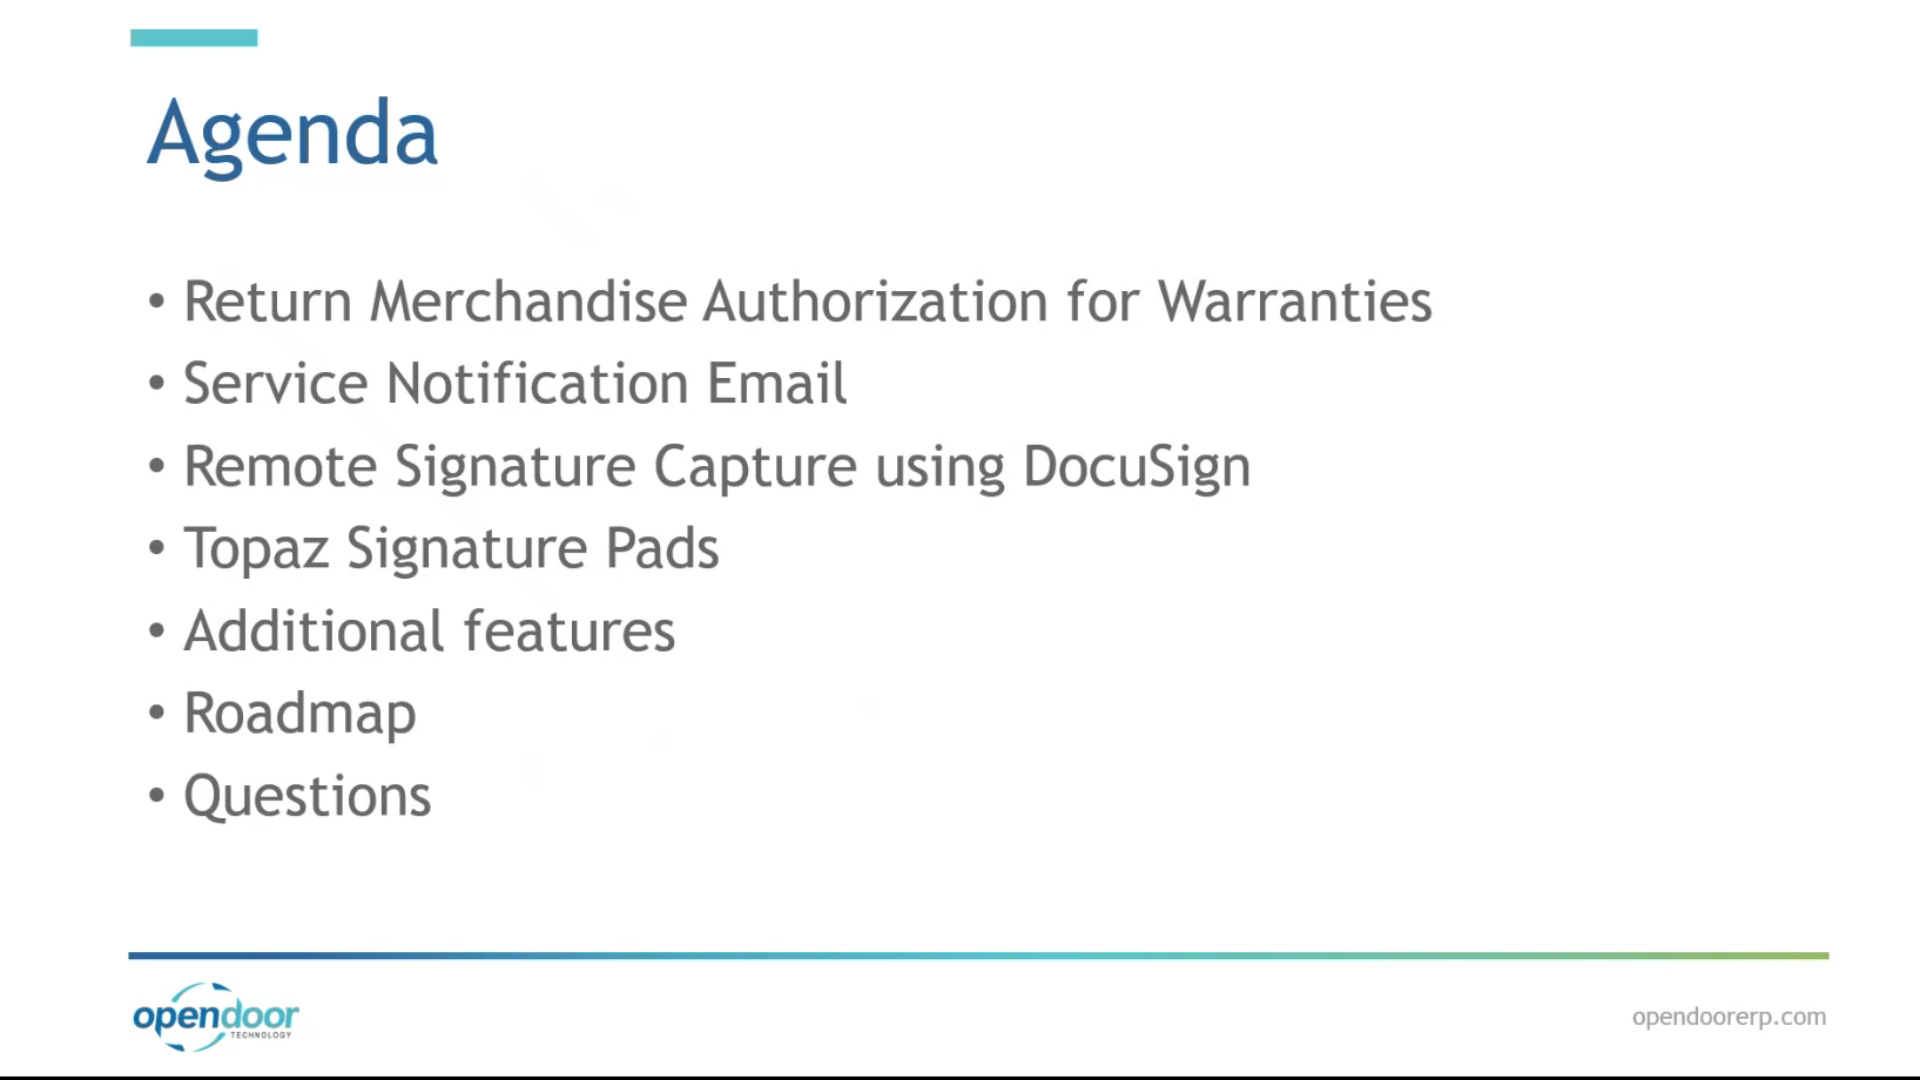 Agenda
• Return Merchandise Authorization for Warranties
• Service Notification Email
• Remote Signature Capture using DocuSign
• Topaz Signature Pads
• Additional features
• Roadmap
• Questions
opendoor
TECHNOLOGY
opendoorerp.com